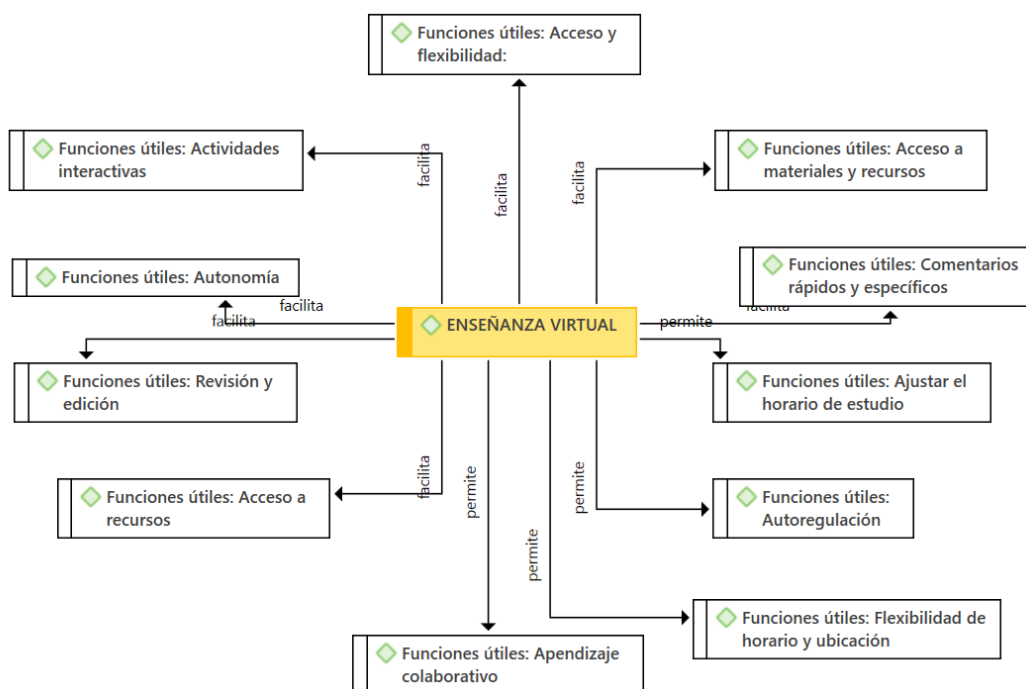 Funciones útiles: Acceso y
flexibilidad:
Funciones útiles: Actividades
interactivas
facilita
facilita
facilita
Funciones útiles: Acceso a
materiales y recursos
Funciones útiles: Autonomía
facilita
facilita
ENSEÑANZA VIRTUAL
permite
facilita
Funciones útiles: Comentarios
rápidos y específicos
Funciones útiles: Revisión y
edición
Funciones útiles: Ajustar el
horario de estudio
facilita
permite
permite
permite
Funciones útiles: Acceso a
recursos
Funciones útiles:
Autoregulación
Funciones útiles: Flexibilidad de
horario y ubicación
Funciones útiles: Apendizaje
colaborativo